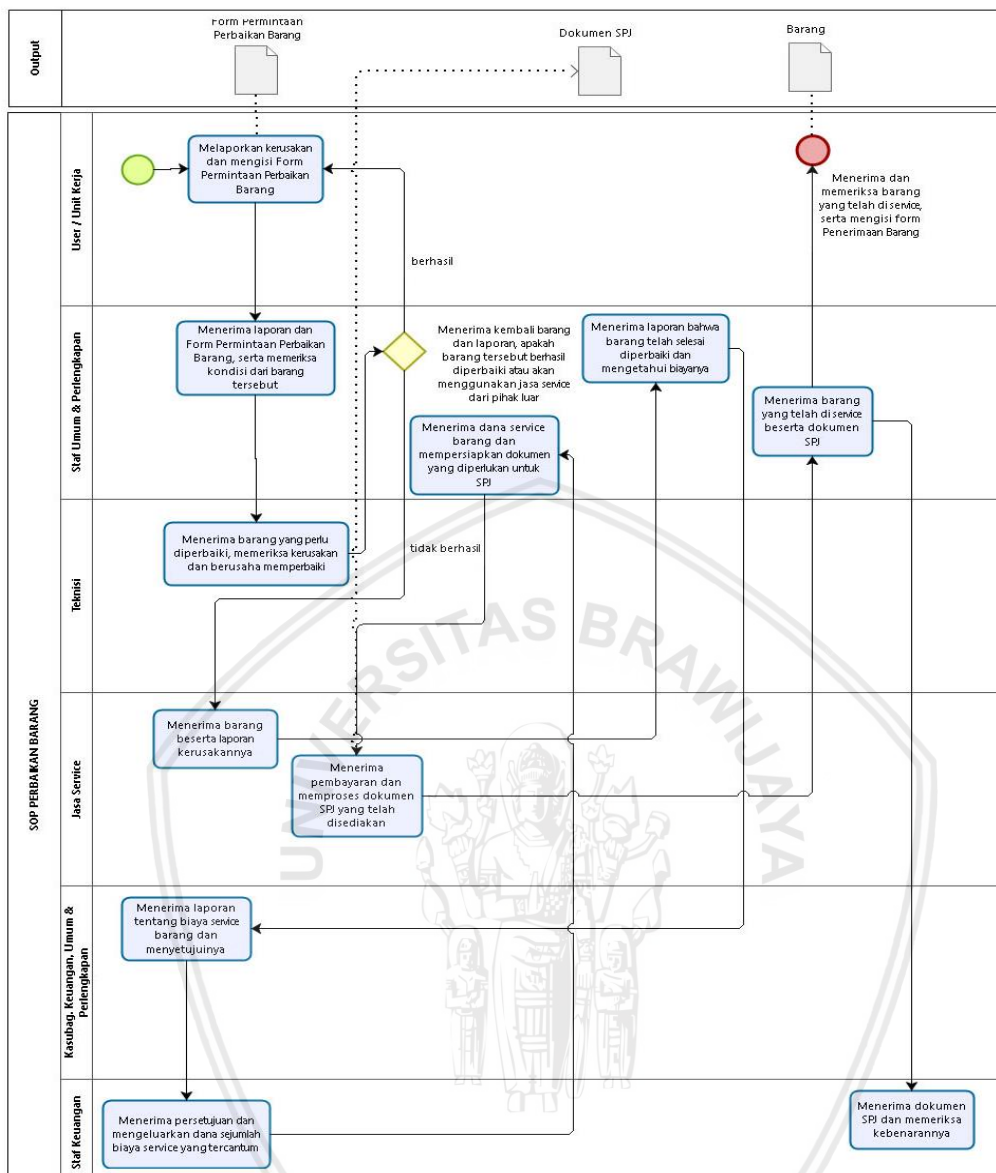 Output
Form Permintaan
Perbaikan Barang
Dokumen SPJ
Barang
SOP PERBAIKAN BARANG
User / Unit Kerja
Melaporkan kerusakan
dan mengisi Form
Permintaan Perbaikan
Barang
Menerima dan
memeriksa barang
yang telah di service,
serta mengisi form
Penerimaan Barang
berhasil
Staf Umum & Perlengkapan
Menerima laporan dan
Form Permintaan Perbaikan
Barang, serta memeriksa
kondisi dari barang
tersebut
Menerima kembali barang
dan laporan, apakah
barang tersebut berhasil
diperbaiki atau akan
menggunakan jasa service
dari pihak luar
Menerima laporan bahwa
barang telah selesai
diperbaiki dan
mengetahui biayanya
Menerima barang
yang telah di service
beserta dokumen
SPJ
Menerima dana service
barang dan
mempersiapkan dokumen
yang diperlukan untuk
SPJ
Teknisi
Menerima barang yang perlu
diperbaiki, memeriksa kerusakan
dan berusaha memperbaiki
tidak berhasil
Jasa Service
Menerima barang
beserta laporan
kerusakannya
Menerima
pembayaran dan
memproses dokumen
SPJ yang telah
disediakan
Kasubag. Keuangan, Umum &
Perlengkapan
Menerima laporan
tentang biaya service
barang dan
menyetujuinya
Staf Keuangan
Menerima persetujuan dan
mengeluarkan dana sejumlah
biaya service yang tercantum
Menerima dokumen
SPJ dan memeriksa
kebenarannya
UNIVERSITAS BRAWIJAYA